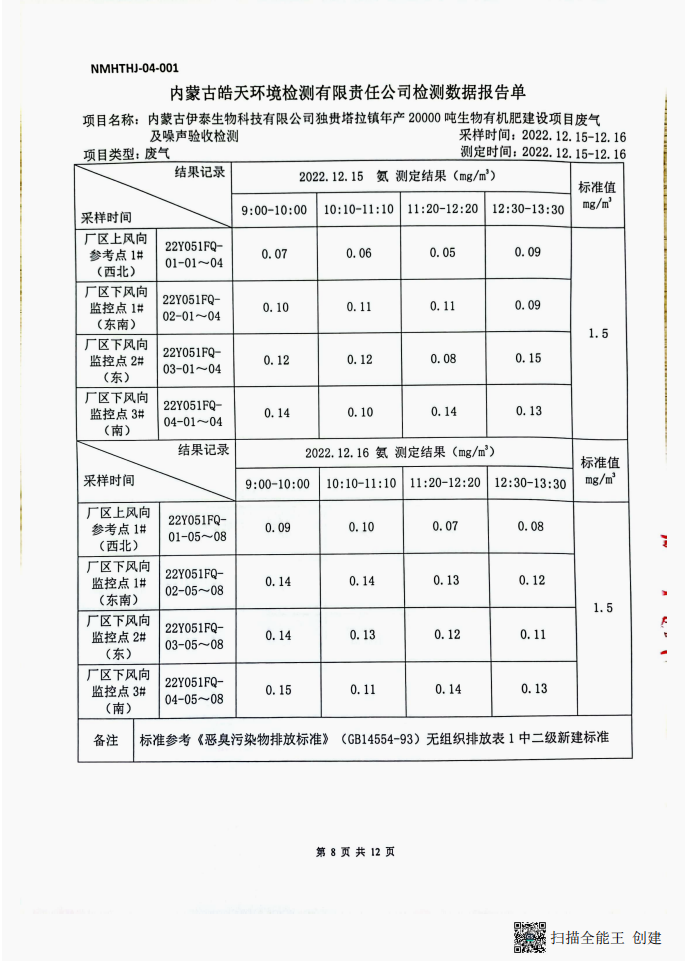 NMHTHJ-04-001
内蒙古皓天环境检测有限责任公司检测数据报告单
项目名称：内蒙古伊泰生物科技有限公司独贵塔拉镇年产 20000 吨生物有机肥建设项目废气
及噪声验收检测 采样时间：2022.12.15-12.16
项目类型：废气 测定时间：2022.12.15-12.16
结果记录 2022.12.15 氨 测定结果（mg/m³） 标准值 mg/m³
采样时间 9:00-10:00 10:10-11:10 11:20-12:20 12:30-13:30
厂区上风向
参考点 1#
（西北） 22Y051FQ-
01-01～04 0.07 0.06 0.05 0.09 1.5
厂区下风向
监控点 1#
（东南） 22Y051FQ-
02-01～04 0.10 0.11 0.11 0.09
厂区下风向
监控点 2#
（东） 22Y051FQ-
03-01～04 0.12 0.12 0.08 0.15
厂区下风向
监控点 3#
（南） 22Y051FQ-
04-01～04 0.14 0.10 0.14 0.13
结果记录 2022.12.16 氨 测定结果（mg/m³） 标准值 mg/m³
采样时间 9:00-10:00 10:10-11:10 11:20-12:20 12:30-13:30
厂区上风向
参考点 1#
（西北） 22Y051FQ-
01-05～08 0.09 0.10 0.07 0.08 1.5
厂区下风向
监控点 1#
（东南） 22Y051FQ-
02-05～08 0.14 0.14 0.13 0.12
厂区下风向
监控点 2#
（东） 22Y051FQ-
03-05～08 0.14 0.13 0.12 0.11
厂区下风向
监控点 3#
（南） 22Y051FQ-
04-05～08 0.15 0.11 0.14 0.13
备注 标准参考《恶臭污染物排放标准》（GB14554-93）无组织排放表 1 中二级新建标准
第 8 页 共 12 页
扫描全能王 创建